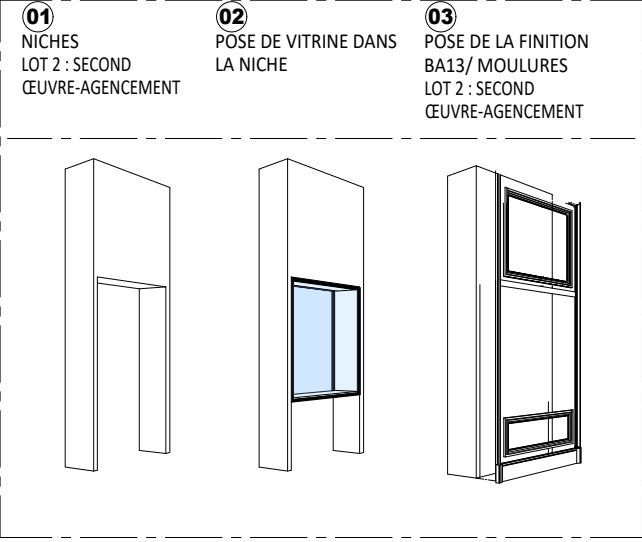 01
NICHES
LOT 2 : SECOND
ŒUVRE-AGENCEMENT
02
POSE DE VITRINE DANS
LA NICHE
03
POSE DE LA FINITION
BA13/ MOULURES
LOT 2 : SECOND
ŒUVRE-AGENCEMENT